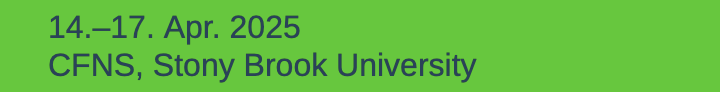 14.–17. Apr. 2025
CFNS, Stony Brook University